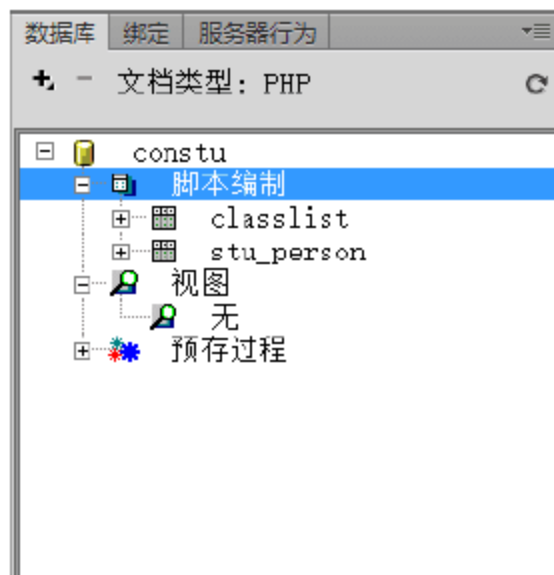 数据库 绑定 服务器行为
文档类型: PHP
constu
脚本编制
classlist
stu_person
视图
无
预存过程